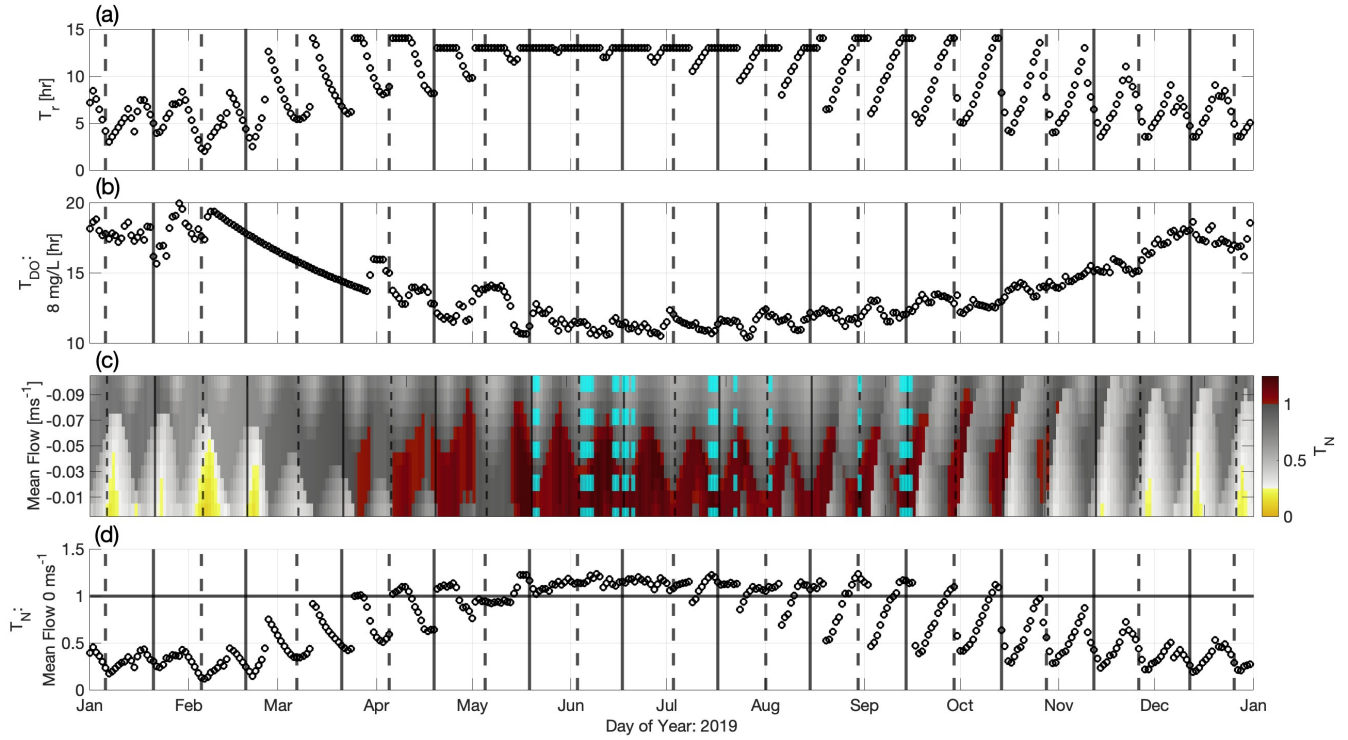 (a)
15
10
5
0
T_r [hr]
(b)
20
15
10
T_DO:
8 mg/L [hr]
(c)
-0.09
-0.07
-0.05
-0.03
-0.01
Mean Flow [ms⁻¹]
1
0.5
0
T_N
(d)
1.5
1
0.5
0
T_N:
Mean Flow 0 ms⁻¹
Jan Feb Mar Apr May Jun Jul Aug Sep Oct Nov Dec Jan
Day of Year: 2019